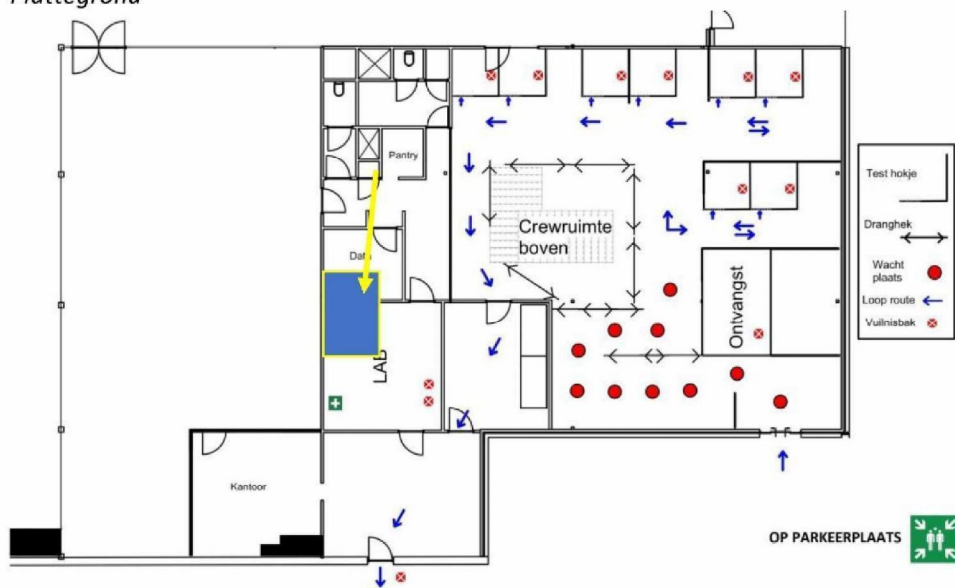 Plattegrond
Pantry
Test hokje
Crewruimte
boven
Dranghek
Data
Wacht
plaats
Loop route
Vuilnisbak
Ontvangst
LAB
Kantoor
OP PARKEERPLAATS